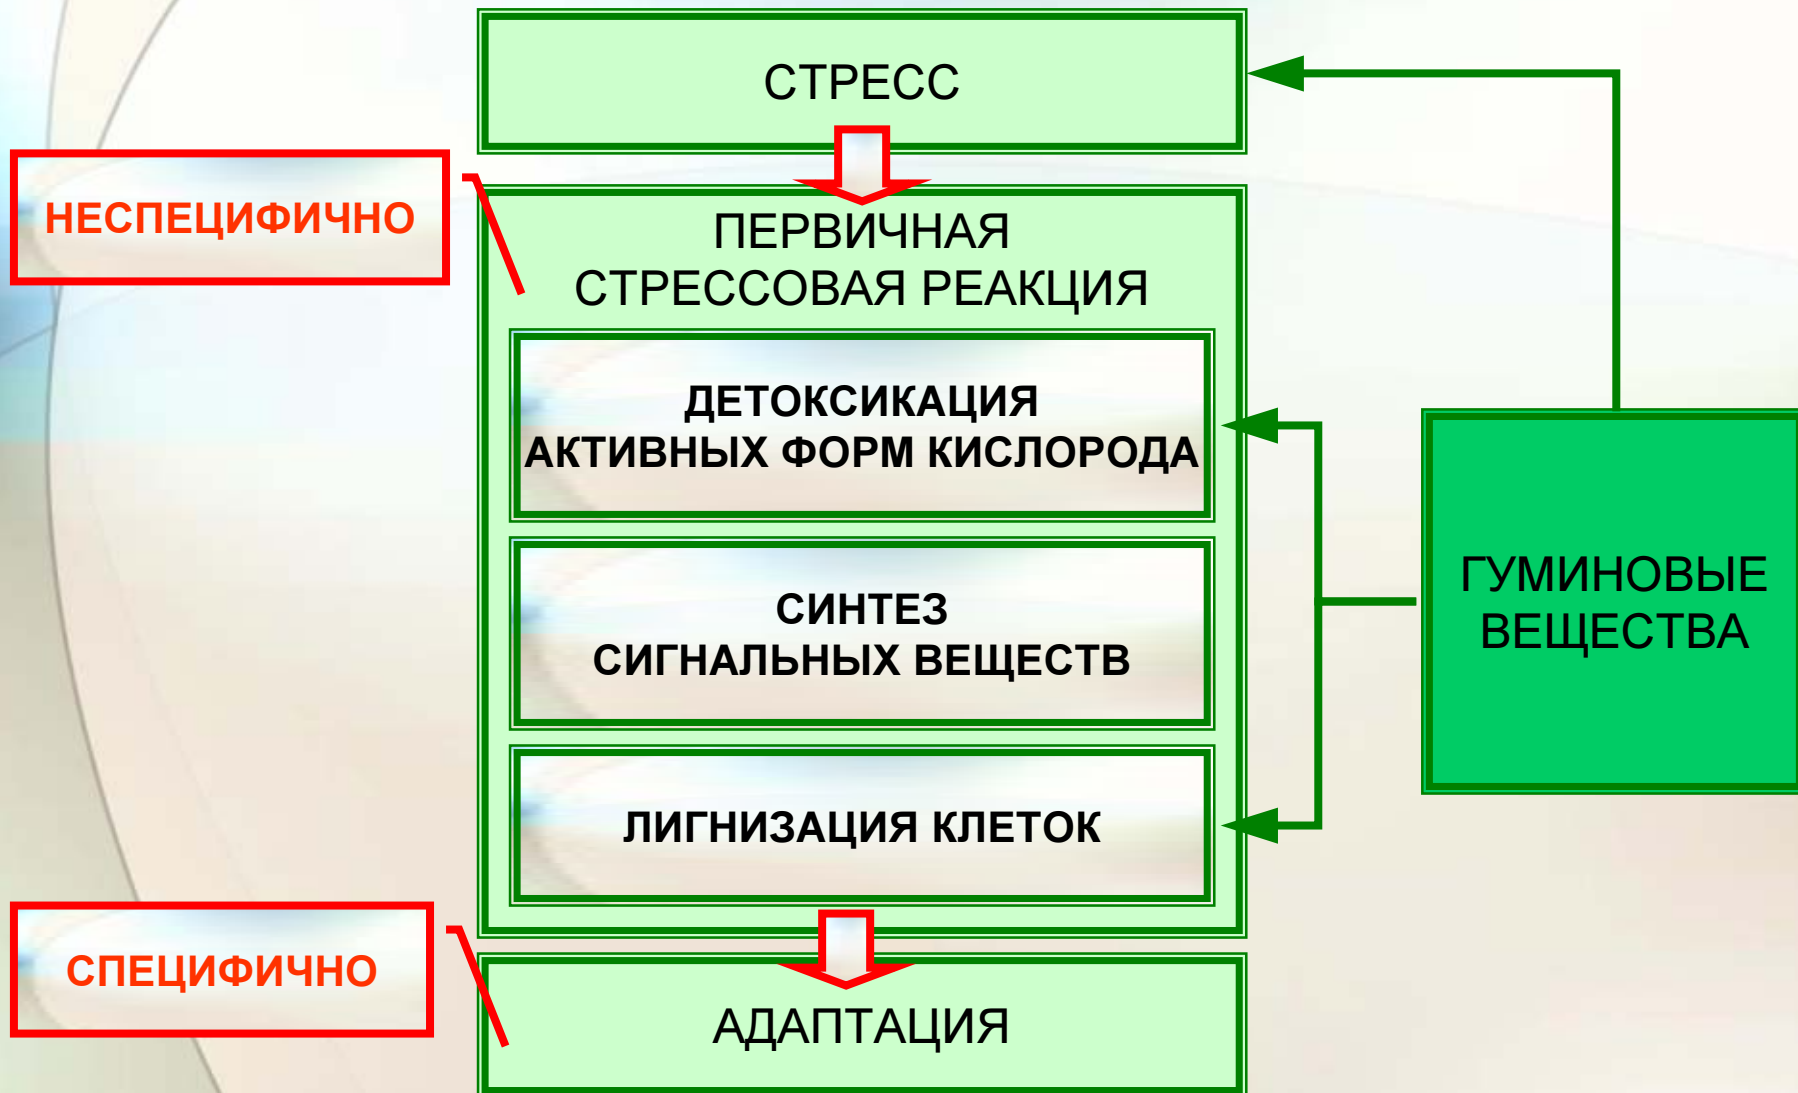 СТРЕСС
НЕСПЕЦИФИЧНО
ПЕРВИЧНАЯ
СТРЕССОВАЯ РЕАКЦИЯ
ДЕТОКСИКАЦИЯ
АКТИВНЫХ ФОРМ КИСЛОРОДА
СИНТЕЗ
СИГНАЛЬНЫХ ВЕЩЕСТВ
ЛИГНИЗАЦИЯ КЛЕТОК
ГУМИНОВЫЕ
ВЕЩЕСТВА
СПЕЦИФИЧНО
АДАПТАЦИЯ